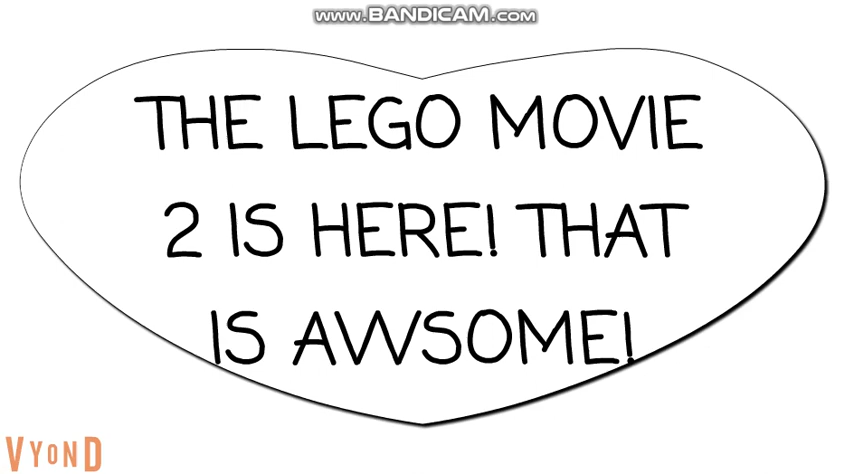 www.BANDICAM.com
THE LEGO MOVIE
2 IS HERE! THAT
IS AWSOME!
VYOND